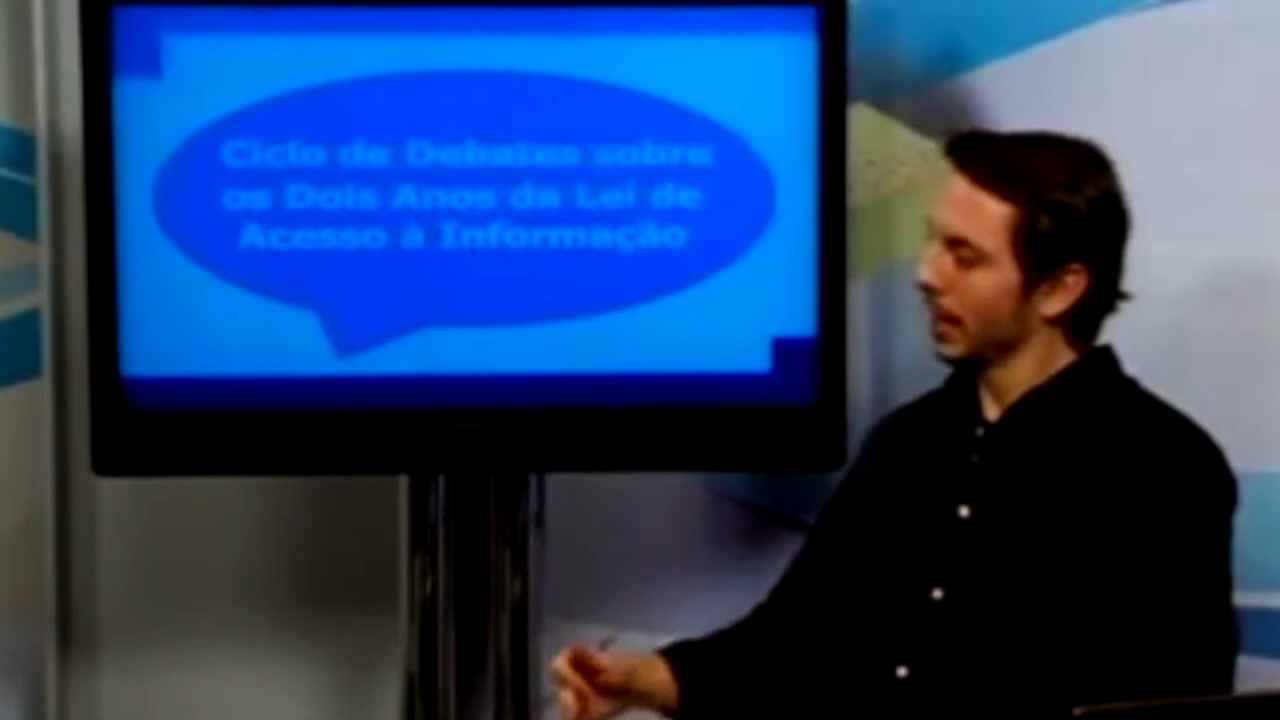 Ciclo de Debates sobre
os Dois Anos da Lei de
Acesso à Informação